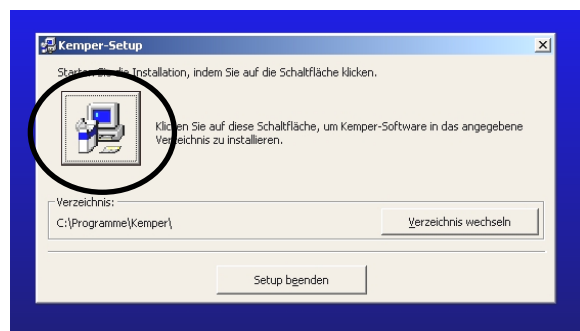 Kemper-Setup
Starten Sie die Installation, indem Sie auf die Schaltfläche klicken.
Klicken Sie auf diese Schaltfläche, um Kemper-Software in das angegebene
Verzeichnis zu installieren.
Verzeichnis:
C:\Programme\Kemper\
Verzeichnis wechseln
Setup beenden